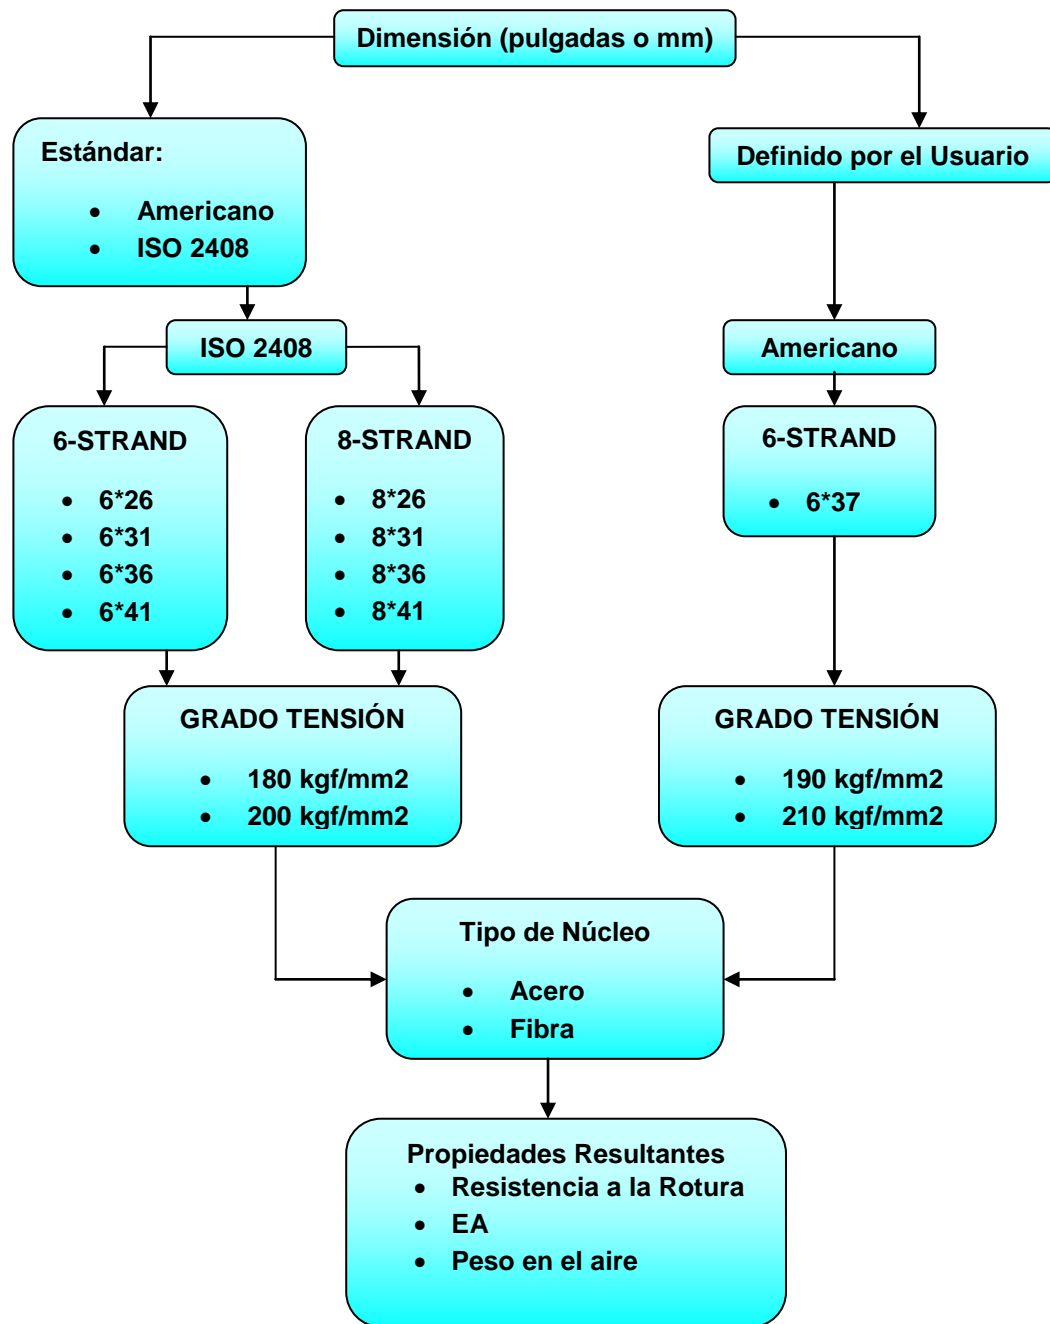 Dimensión (pulgadas o mm)
Estándar:
• Americano
• ISO 2408
Definido por el Usuario
ISO 2408
Americano
6-STRAND
• 6*26
• 6*31
• 6*36
• 6*41
8-STRAND
• 8*26
• 8*31
• 8*36
• 8*41
6-STRAND
• 6*37
GRADO TENSIÓN
• 180 kgf/mm2
• 200 kgf/mm2
GRADO TENSIÓN
• 190 kgf/mm2
• 210 kgf/mm2
Tipo de Núcleo
• Acero
• Fibra
Propiedades Resultantes
• Resistencia a la Rotura
• EA
• Peso en el aire